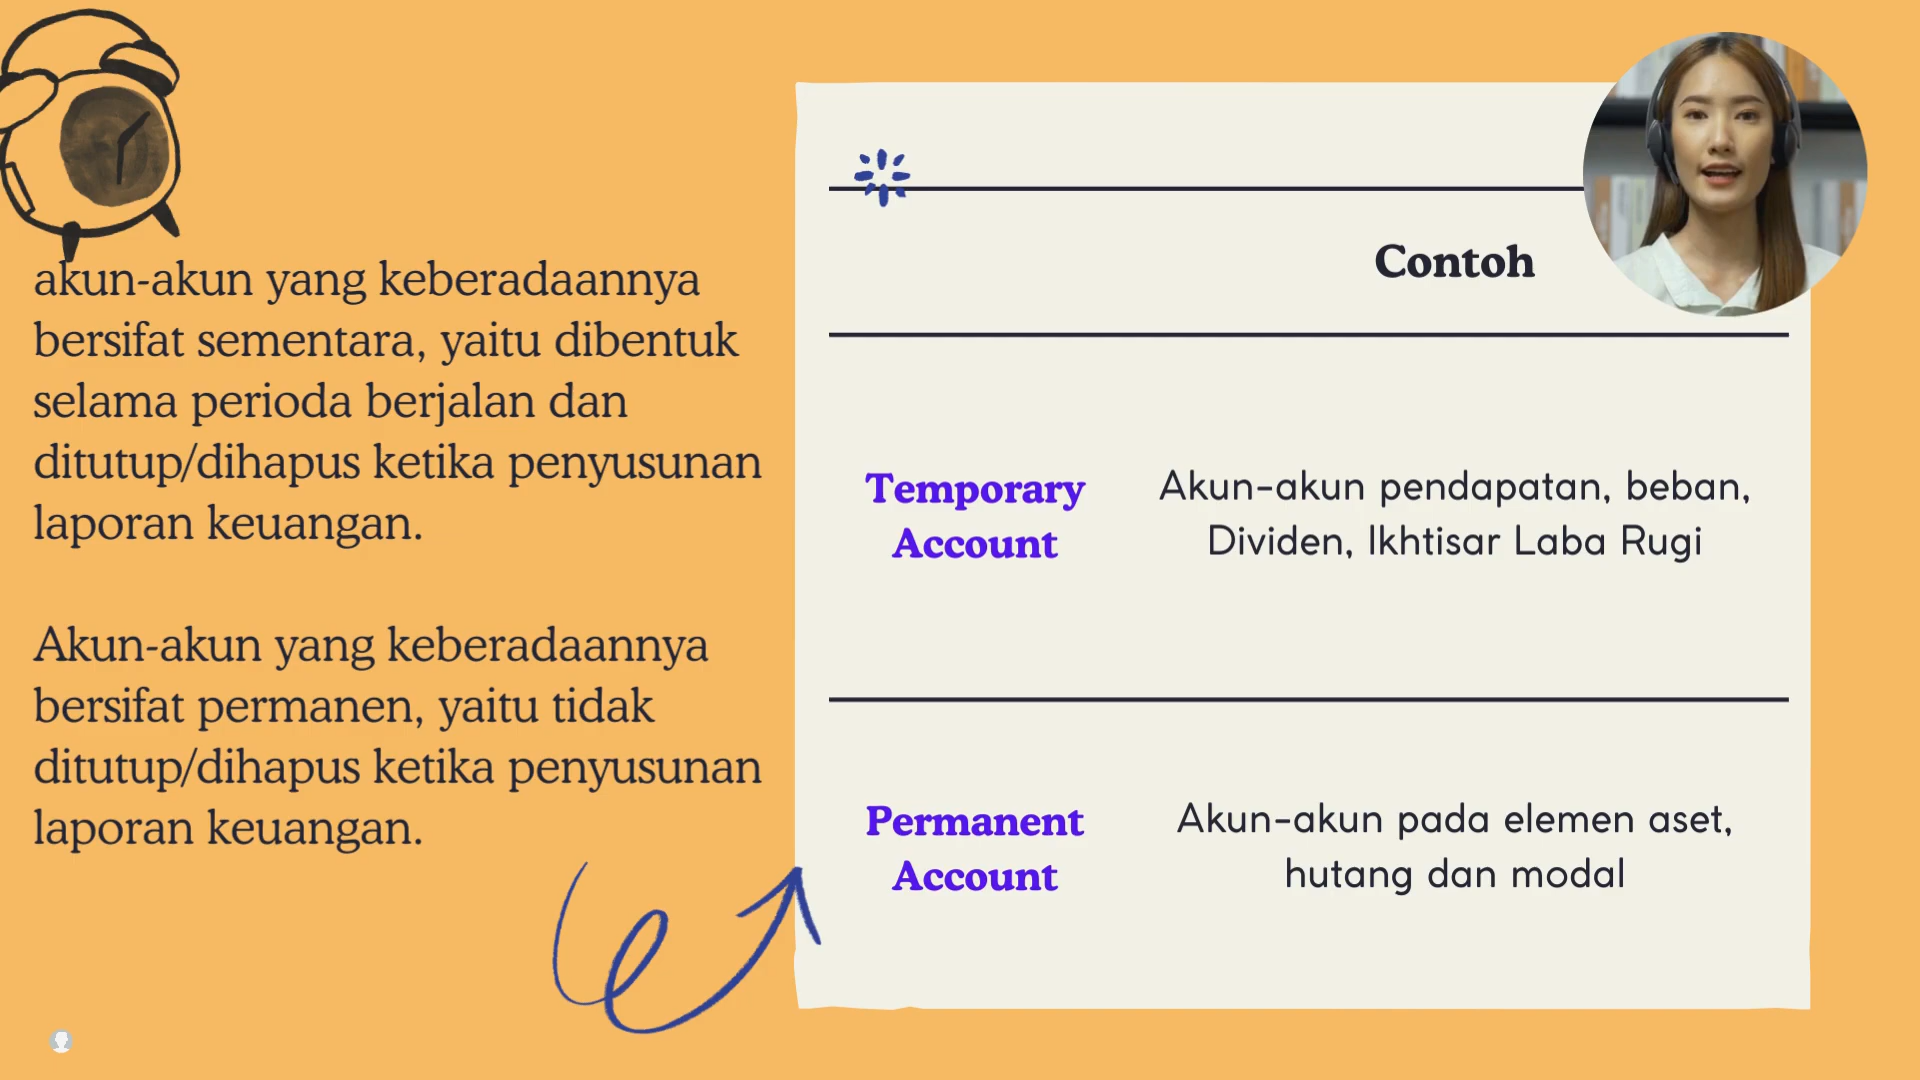 akun-akun yang keberadaannya
bersifat sementara, yaitu dibentuk
selama perioda berjalan dan
ditutup/dihapus ketika penyusunan
laporan keuangan.
Akun-akun yang keberadaannya
bersifat permanen, yaitu tidak
ditutup/dihapus ketika penyusunan
laporan keuangan.
Contoh
Temporary
Account
Akun-akun pendapatan, beban,
Dividen, Ikhtisar Laba Rugi
Permanent
Account
Akun-akun pada elemen aset,
hutang dan modal